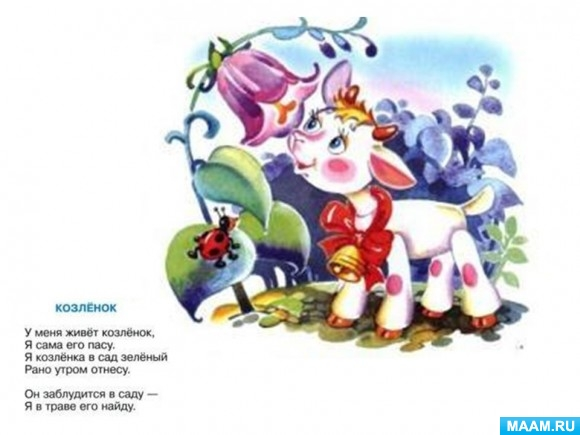 КОЗЛЁНОК
У меня живёт козлёнок,
Я сама его пасу.
Я козлёнка в сад зелёный
Рано утром отнесу.
Он заблудится в саду —
Я в траве его найду.
MAAM.RU